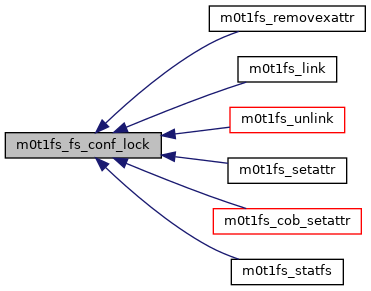 m0t1fs_removexattr
m0t1fs_link
m0t1fs_unlink
m0t1fs_fs_conf_lock
m0t1fs_setattr
m0t1fs_cob_setattr
m0t1fs_statfs